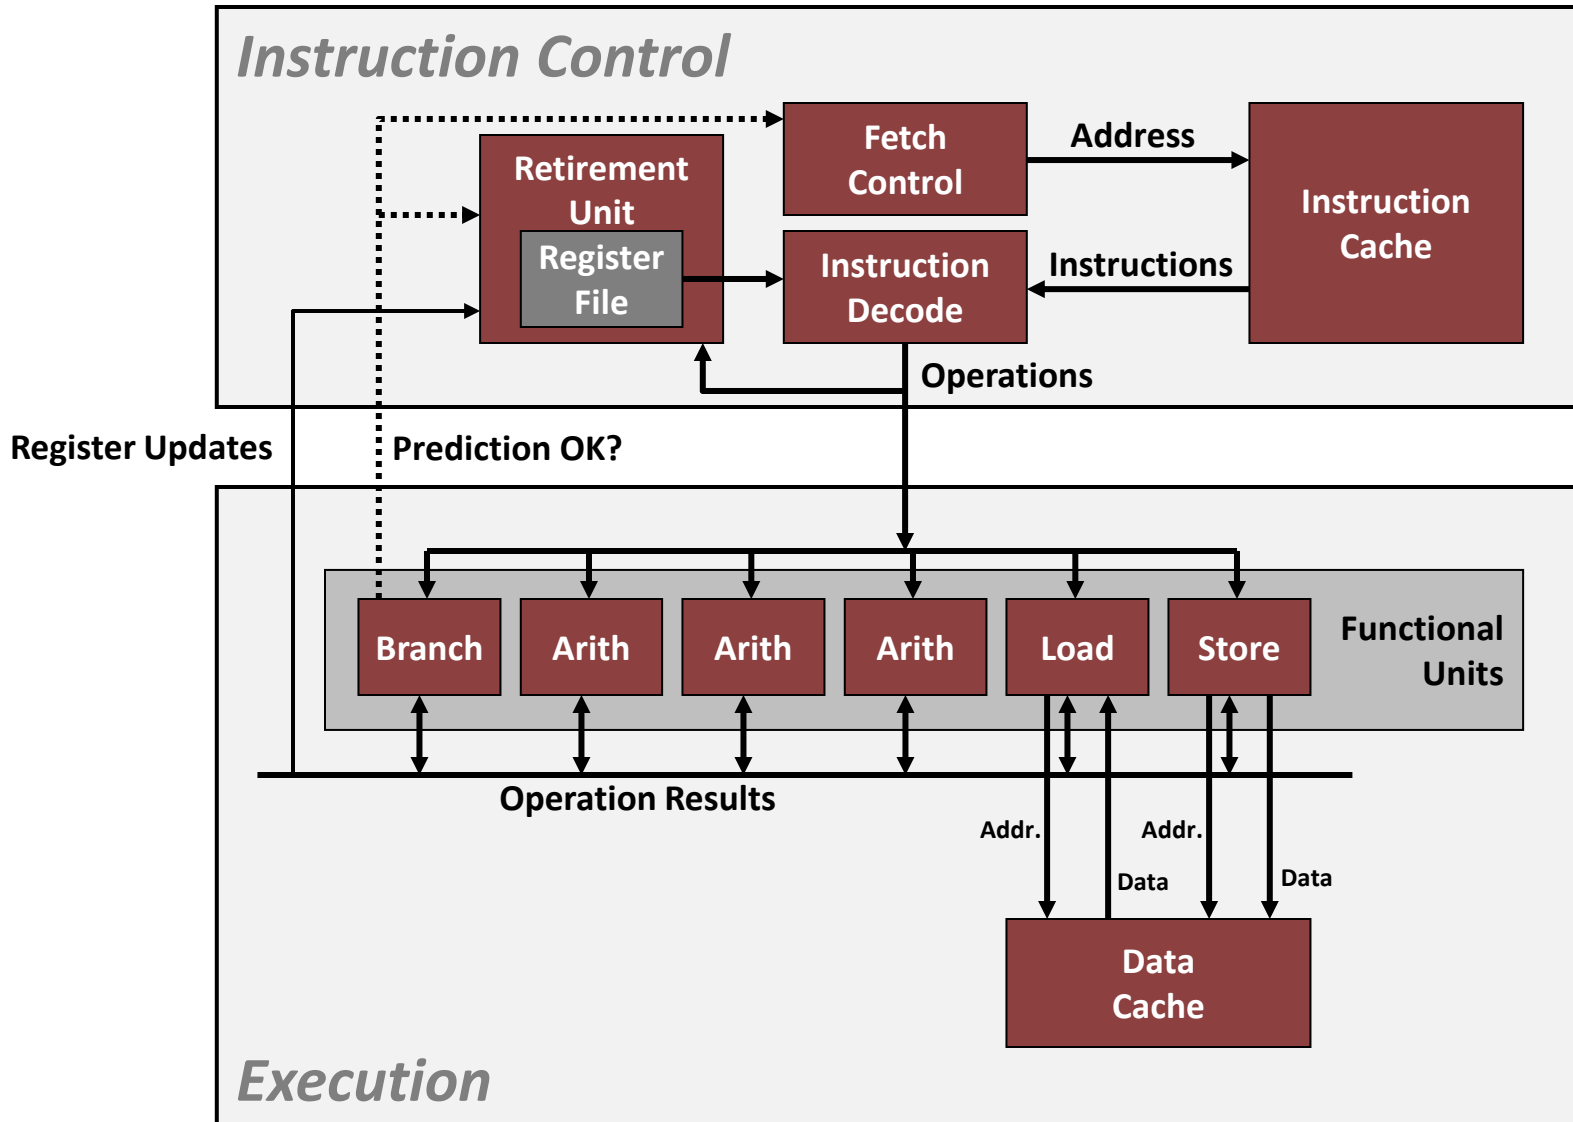 Instruction Control
Fetch
Control
Address
Instruction
Cache
Retirement
Unit
Register
File
Instruction
Decode
Instructions
Operations
Register Updates
Prediction OK?
Branch
Arith
Arith
Arith
Load
Store
Functional
Units
Operation Results
Addr.
Addr.
Data
Data
Data
Cache
Execution